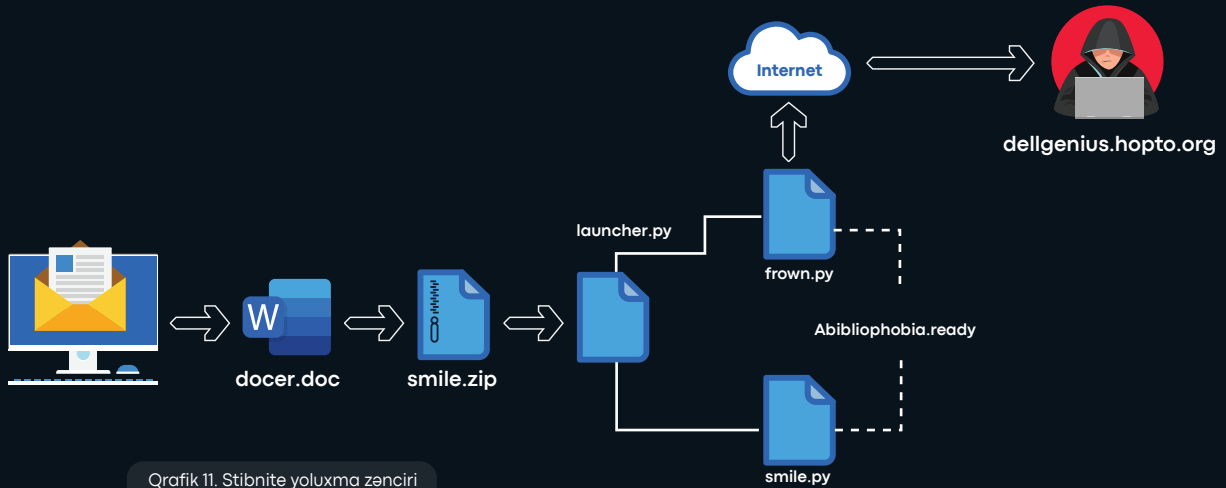 Internet
dellgenius.hopto.org
launcher.py
frown.py
Abibliophobia.ready
W
docer.doc
smile.zip
smile.py
Qrafik 11. Stibnite yoluxma zənciri